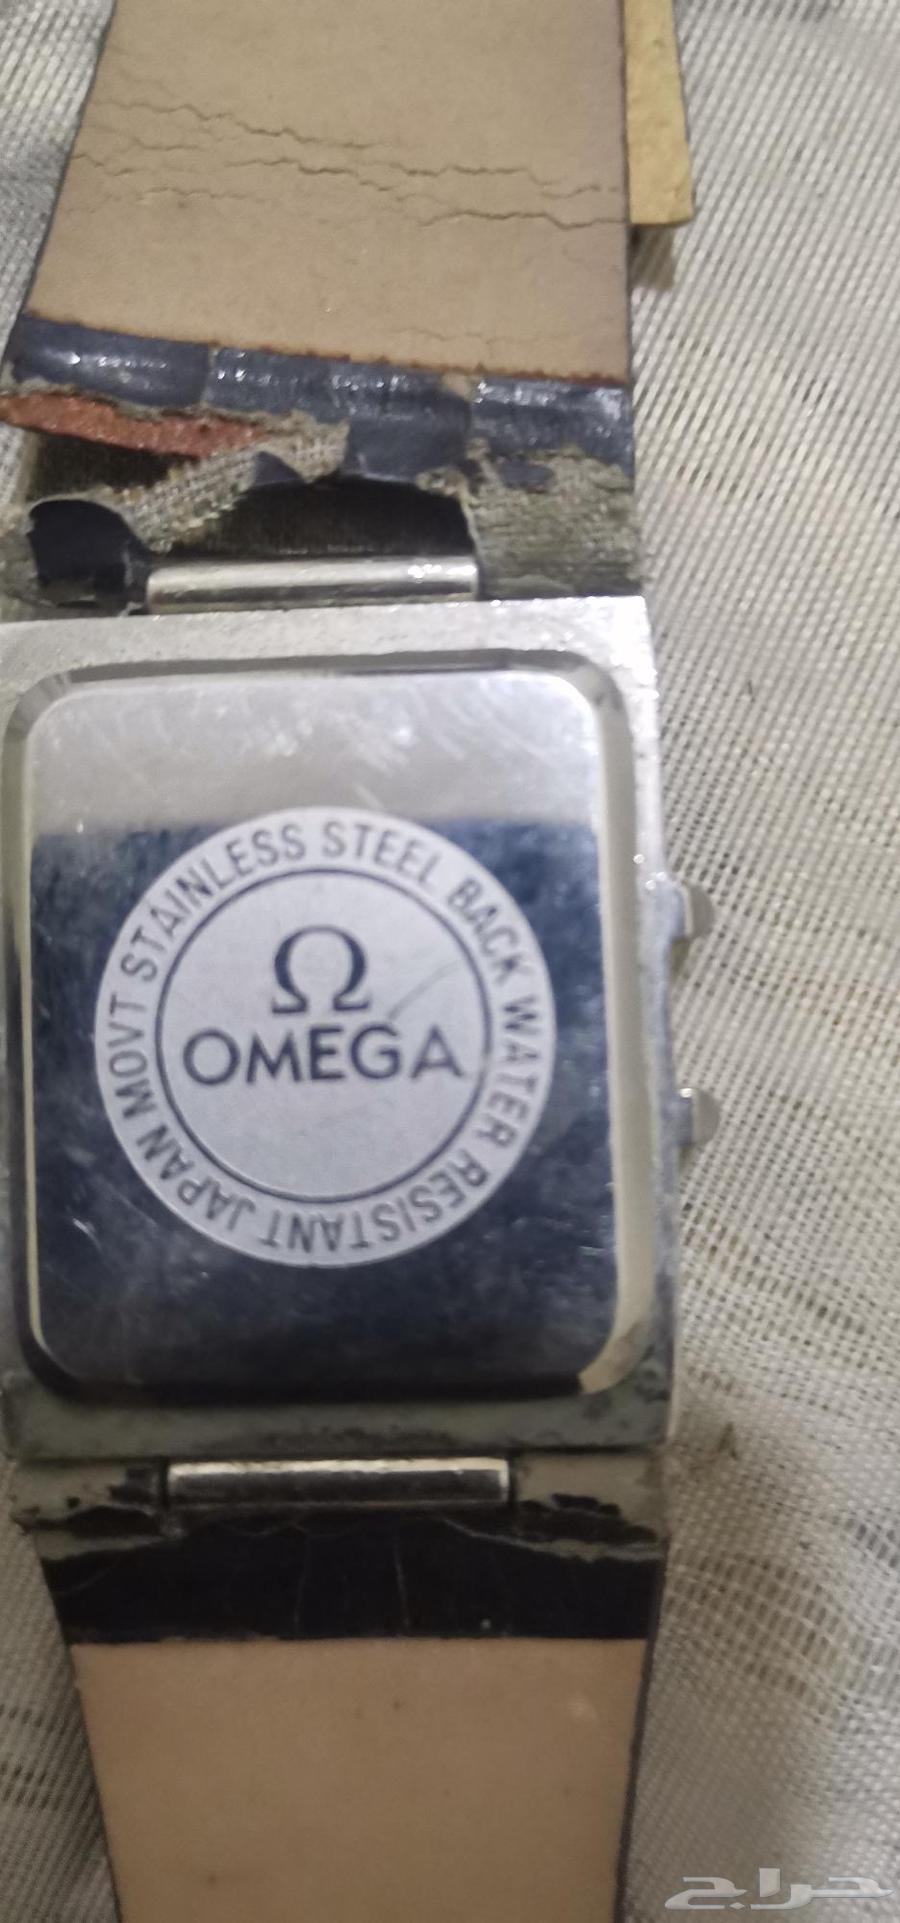 STAINLESS STEEL BACK WATER RESISTANT JAPAN MOVT
Ω
OMEGA
حراج